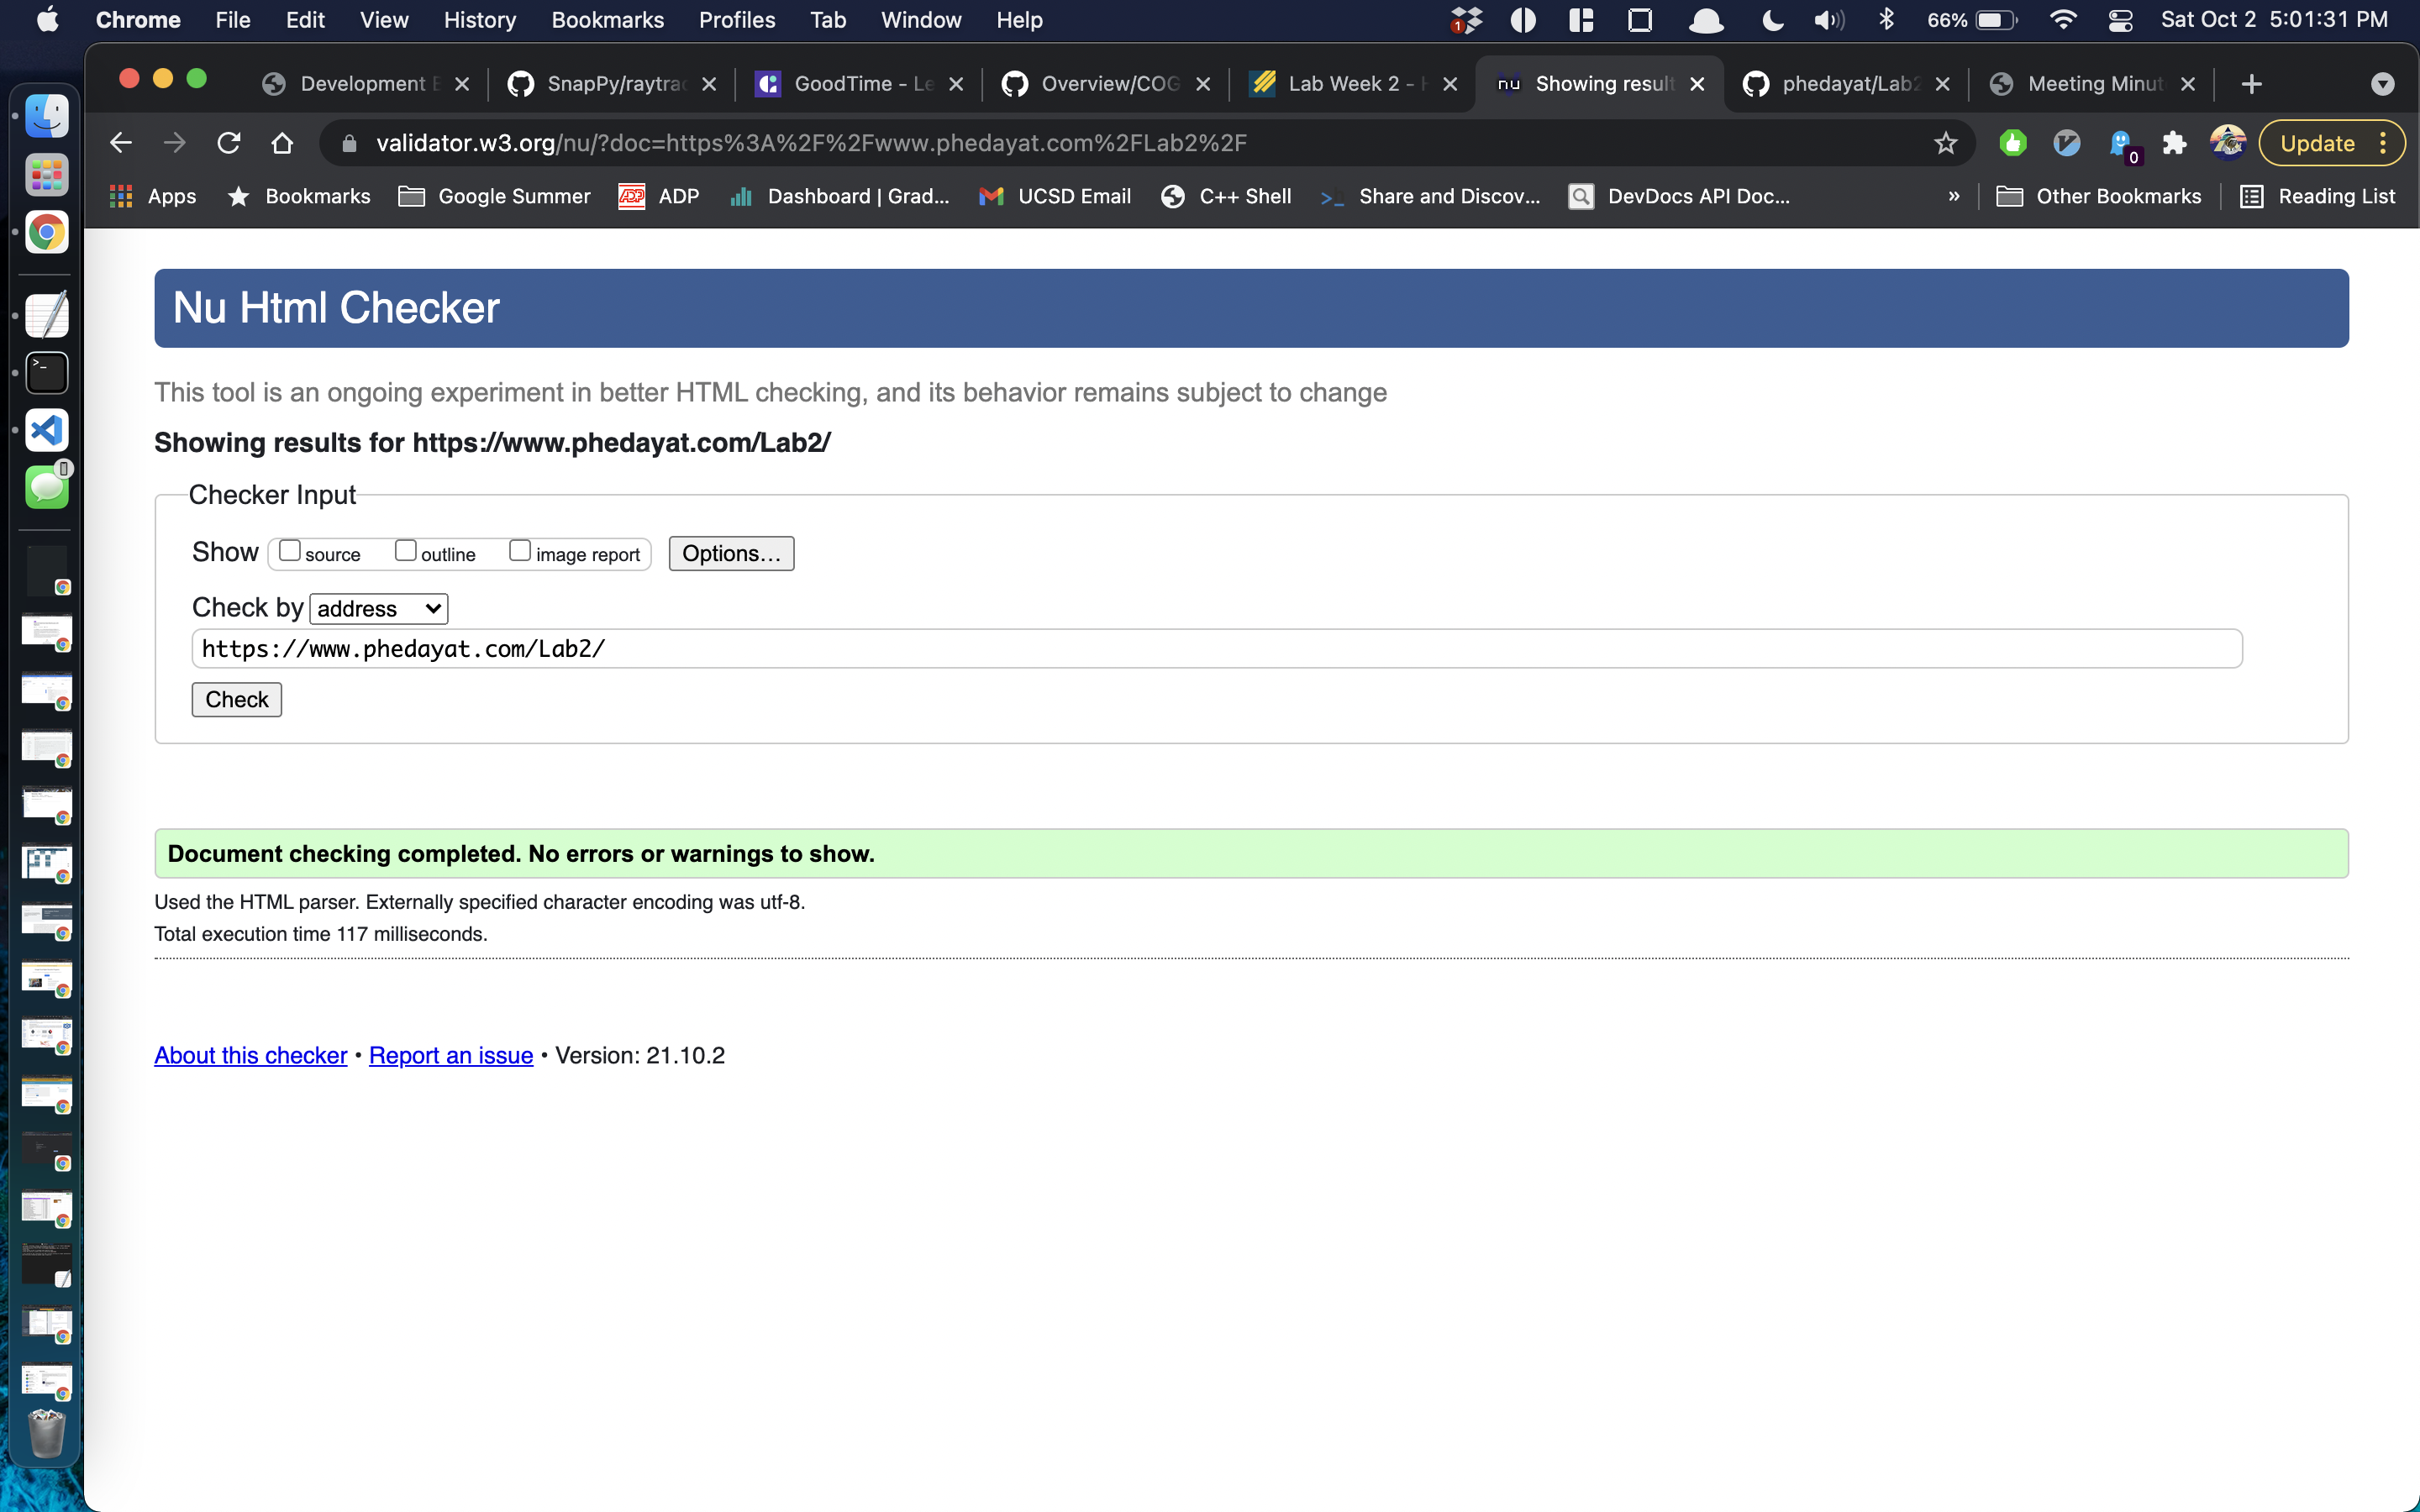 Chrome File Edit View History Bookmarks Profiles Tab Window Help 1 66% Sat Oct 2 5:01:31 PM
Development SnapPy/raytra GoodTime - Le Overview/COG Lab Week 2 - nu Showing result phedayat/Lab2 Meeting Minut
validator.w3.org/nu/?doc=https%3A%2F%2Fwww.phedayat.com%2FLab2%2F 0 Update
Apps Bookmarks Google Summer ADP ADP Dashboard | Grad... UCSD Email C++ Shell Share and Discov... DevDocs API Doc... » Other Bookmarks Reading List
Nu Html Checker
This tool is an ongoing experiment in better HTML checking, and its behavior remains subject to change
Showing results for https://www.phedayat.com/Lab2/
Checker Input
Show source outline image report Options...
Check by address
https://www.phedayat.com/Lab2/
Check
Document checking completed. No errors or warnings to show.
Used the HTML parser. Externally specified character encoding was utf-8.
Total execution time 117 milliseconds.
About this checker • Report an issue • Version: 21.10.2